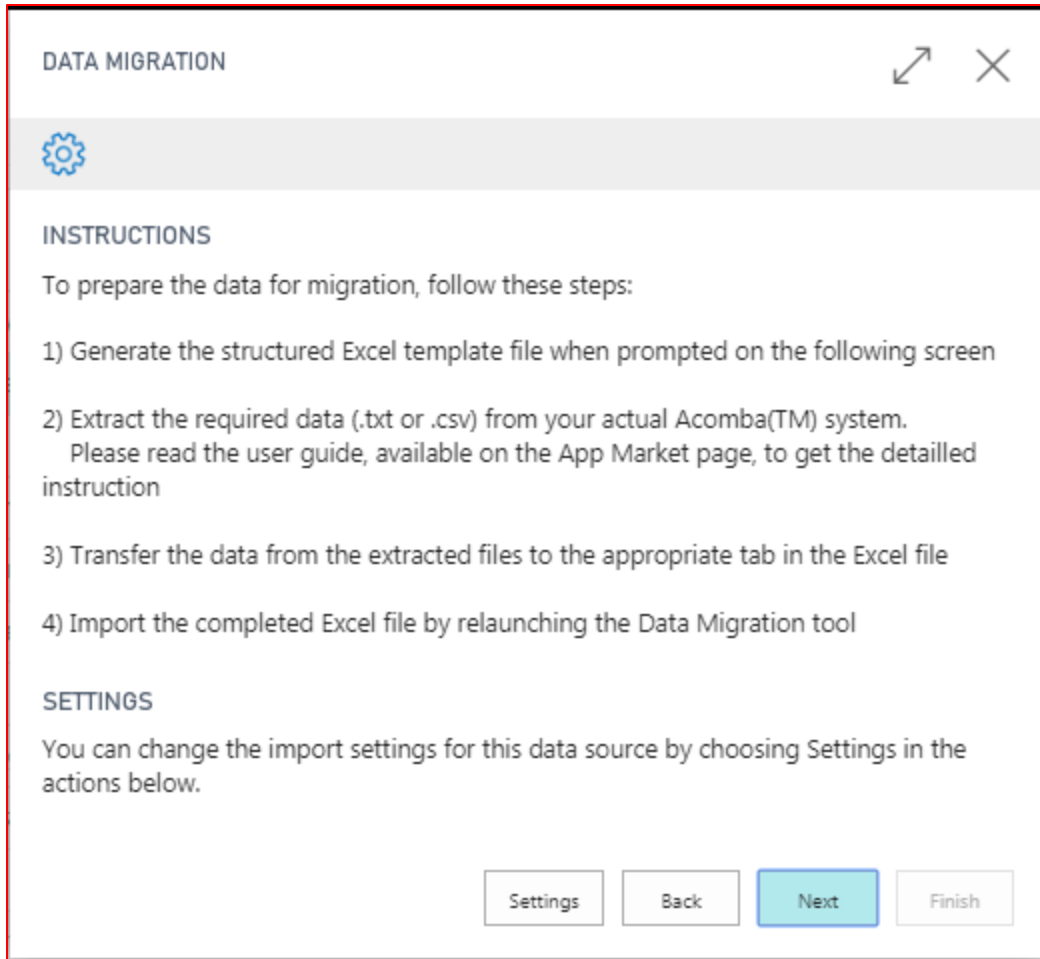 DATA MIGRATION
INSTRUCTIONS
To prepare the data for migration, follow these steps:
1) Generate the structured Excel template file when prompted on the following screen
2) Extract the required data (.txt or .csv) from your actual Acomba(TM) system.
Please read the user guide, available on the App Market page, to get the detailled
instruction
3) Transfer the data from the extracted files to the appropriate tab in the Excel file
4) Import the completed Excel file by relaunching the Data Migration tool
SETTINGS
You can change the import settings for this data source by choosing Settings in the
actions below.
Settings Back Next Finish